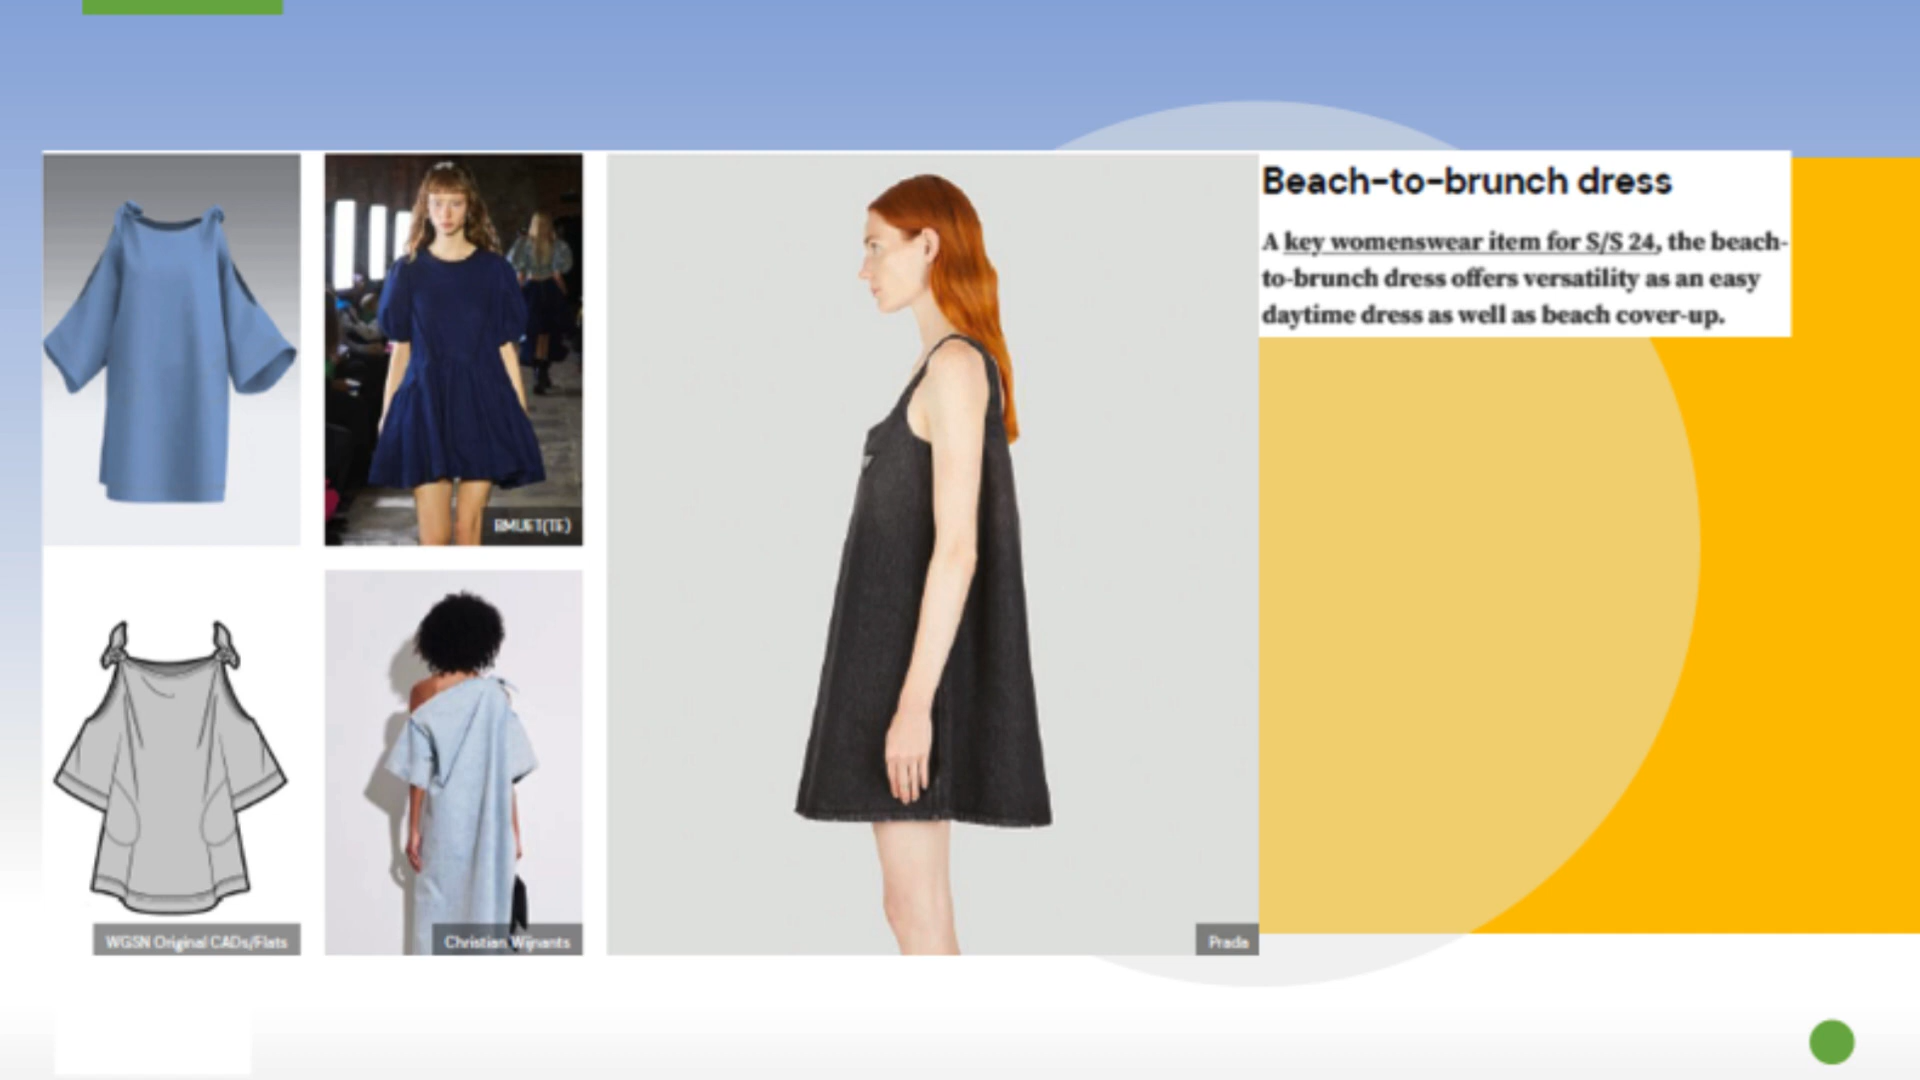 Beach-to-brunch dress
A key womenswear item for S/S 24, the beach-
to-brunch dress offers versatility as an easy
daytime dress as well as beach cover-up.
BMUET(TE)
WGSN Original CADs/Flats
Christian Wijnants
Prada